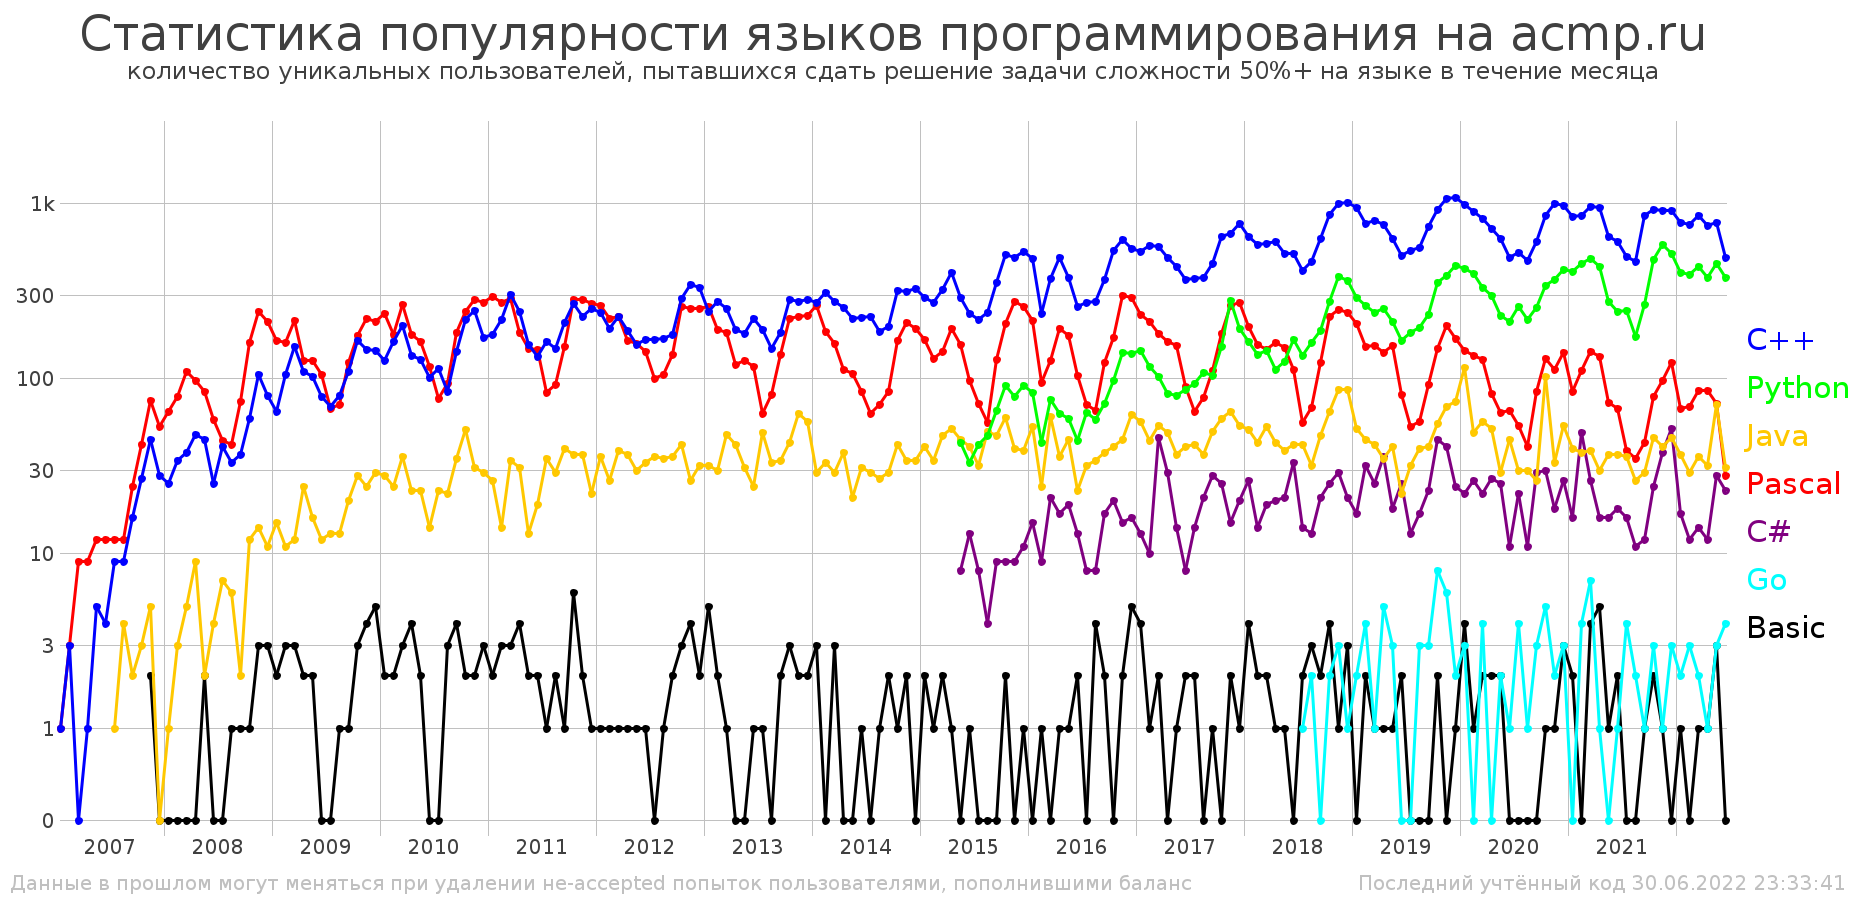 Статистика популярности языков программирования на acmp.ru
количество уникальных пользователей, пытавшихся сдать решение задачи сложности 50%+ на языке в течение месяца
1k
300
100
30
10
3
1
0
C++
Python
Java
Pascal
C#
Go
Basic
2007 2008 2009 2010 2011 2012 2013 2014 2015 2016 2017 2018 2019 2020 2021
Данные в прошлом могут меняться при удалении не-accepted попыток пользователями, пополнившими баланс
Последний учтённый код 30.06.2022 23:33:41